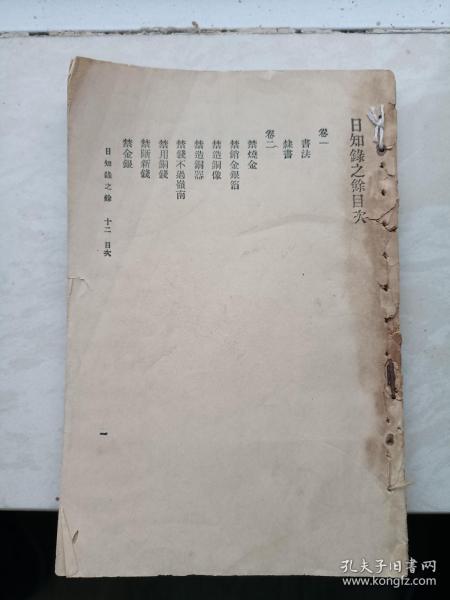 日知錄之餘目次
卷一
書法
隸書
卷二
禁燒金
禁銷金銀箔
禁造銅像
禁造銅器
禁錢不過嶺南
禁用銅錢
禁斷新錢
禁金銀
日知錄之餘 十二 目次
一
孔夫子旧书网
www.kongfz.com